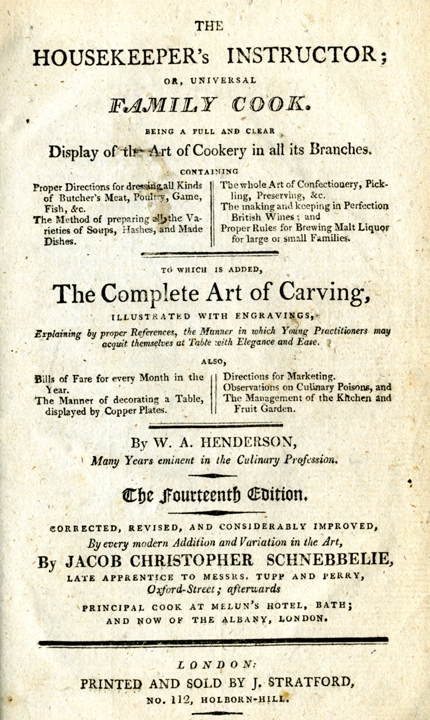 THE
HOUSEKEEPER's INSTRUCTOR;
OR, UNIVERSAL
FAMILY COOK.
BEING A FULL AND CLEAR
Display of the Art of Cookery in all its Branches.
CONTAINING
Proper Directions for dressing all Kinds
of Butcher's Meat, Poultry, Game,
Fish, &c.
The Method of preparing all the Va-
rieties of Soups, Hashes, and Made
Dishes.
The whole Art of Confectionery, Pick-
ling, Preserving, &c.
The making and keeping in Perfection
British Wines; and
Proper Rules for Brewing Malt Liquor
for large or small Families.
TO WHICH IS ADDED,
The Complete Art of Carving,
ILLUSTRATED WITH ENGRAVINGS,
Explaining by proper References, the Manner in which Young Practitioners may
acquit themselves at Table with Elegance and Ease.
ALSO,
Bills of Fare for every Month in the
Year.
The Manner of decorating a Table,
displayed by Copper Plates.
Directions for Marketing.
Observations on Culinary Poisons, and
The Management of the Kitchen and
Fruit Garden.
By W. A. HENDERSON,
Many Years eminent in the Culinary Profession.
The Fourteenth Edition.
CORRECTED, REVISED, AND CONSIDERABLY IMPROVED,
By every modern Addition and Variation in the Art,
By JACOB CHRISTOPHER SCHNEBBELIE,
LATE APPRENTICE TO MESSRS. TUPP AND PERRY,
Oxford-Street; afterwards
PRINCIPAL COOK AT MELUN'S HOTEL, BATH;
AND NOW OF THE ALBANY, LONDON.
LONDON:
PRINTED AND SOLD BY J. STRATFORD,
NO. 112, HOLBORN-HILL.